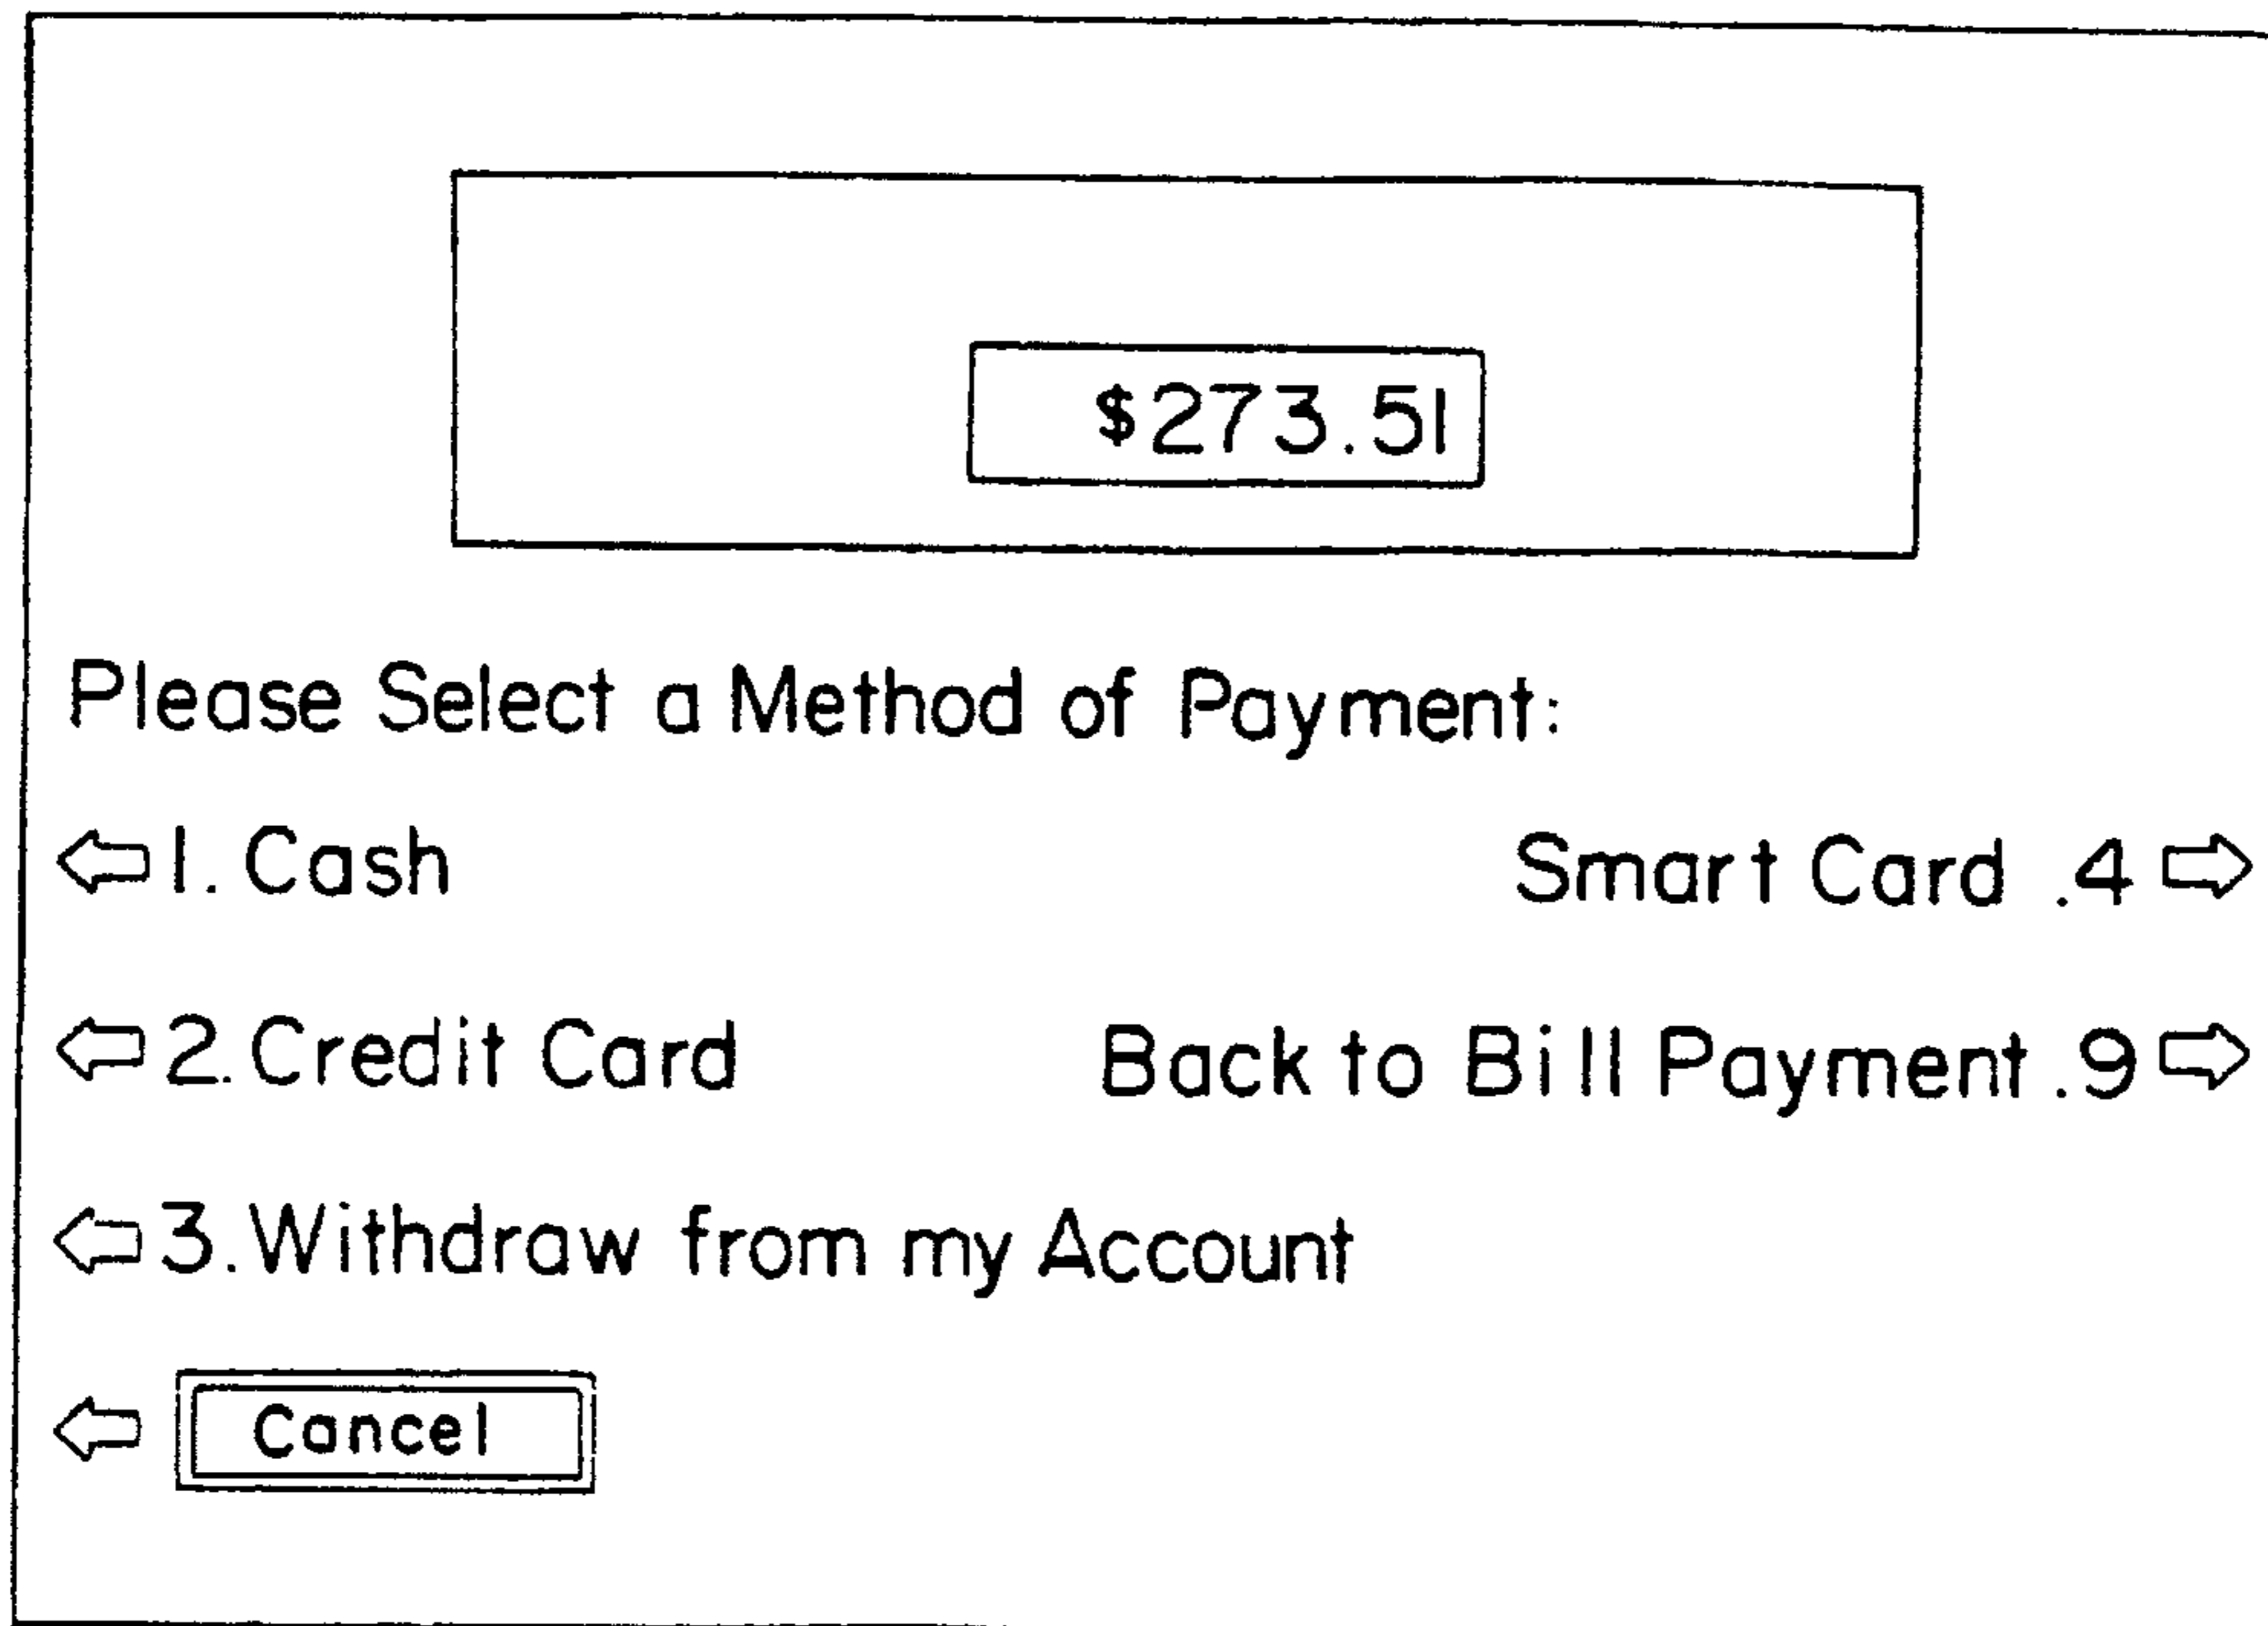 $273.51
Please Select a Method of Payment:
1. Cash
Smart Card .4
2. Credit Card
Back to Bill Payment .9
3. Withdraw from my Account
Cancel